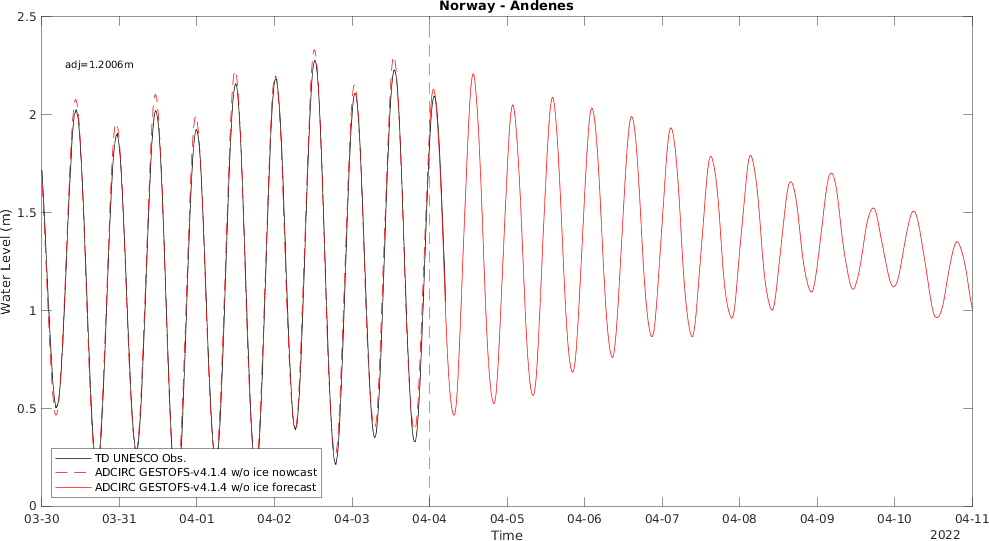 Norway - Andenes
2.5
adj=1.2006m
2
1.5
Water Level (m)
1
0.5
TD UNESCO Obs.
ADCIRC GESTOFS-v4.1.4 w/o ice nowcast
ADCIRC GESTOFS-v4.1.4 w/o ice forecast
0
03-30 03-31 04-01 04-02 04-03 04-04 04-05 04-06 04-07 04-08 04-09 04-10 04-11
Time
2022